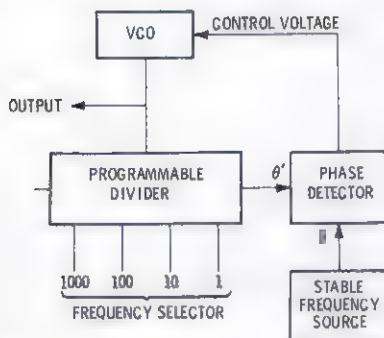 VCO
CONTROL VOLTAGE
OUTPUT
PROGRAMMABLE
DIVIDER
θ'
PHASE
DETECTOR
1000 100 10 1
FREQUENCY SELECTOR
STABLE
FREQUENCY
SOURCE